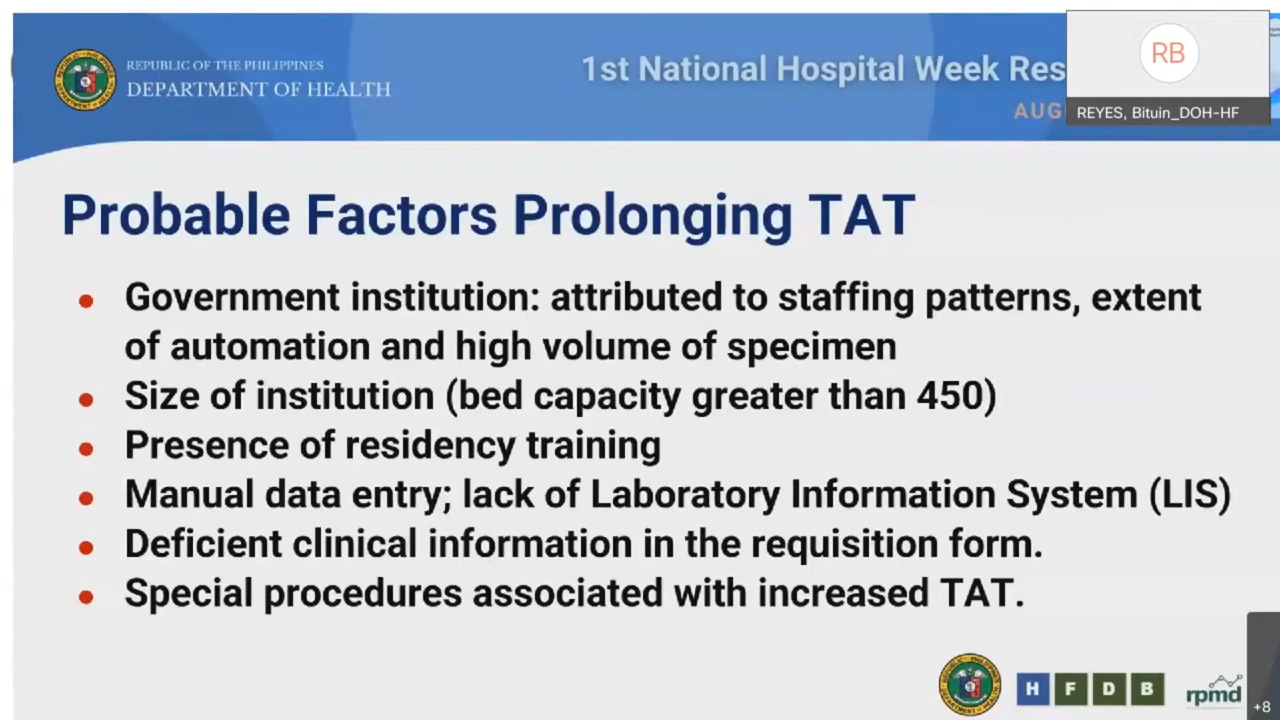 REPUBLIC OF THE PHILIPPINES
DEPARTMENT OF HEALTH
1st National Hospital Week Res
AUG
RB
REYES, Bituin_DOH-HF
Probable Factors Prolonging TAT
• Government institution: attributed to staffing patterns, extent
of automation and high volume of specimen
• Size of institution (bed capacity greater than 450)
• Presence of residency training
• Manual data entry; lack of Laboratory Information System (LIS)
• Deficient clinical information in the requisition form.
• Special procedures associated with increased TAT.
H F D B
rpmd
+8